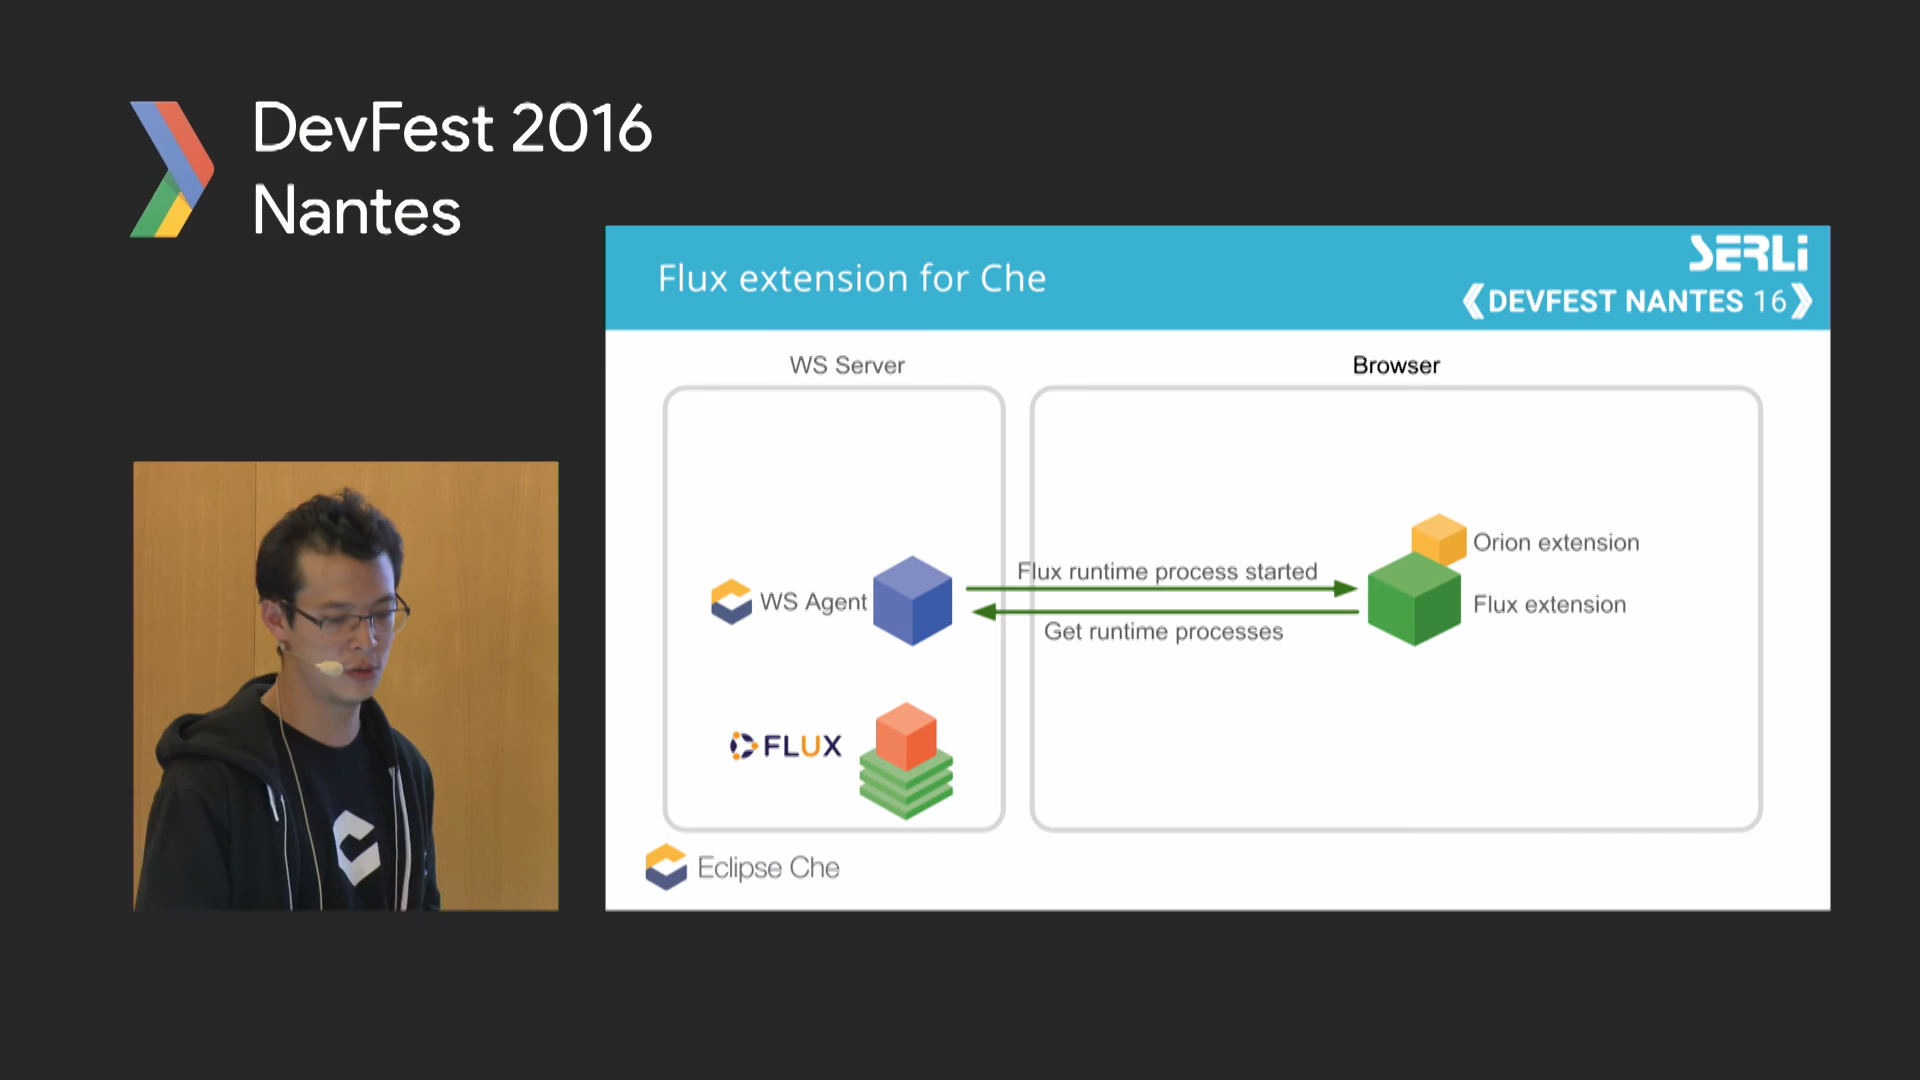 DevFest 2016
Nantes
SERLi
Flux extension for Che
DEVFEST NANTES 16
WS Server
Browser
Orion extension
Flux runtime process started
WS Agent
Flux extension
Get runtime processes
FLUX
Eclipse Che